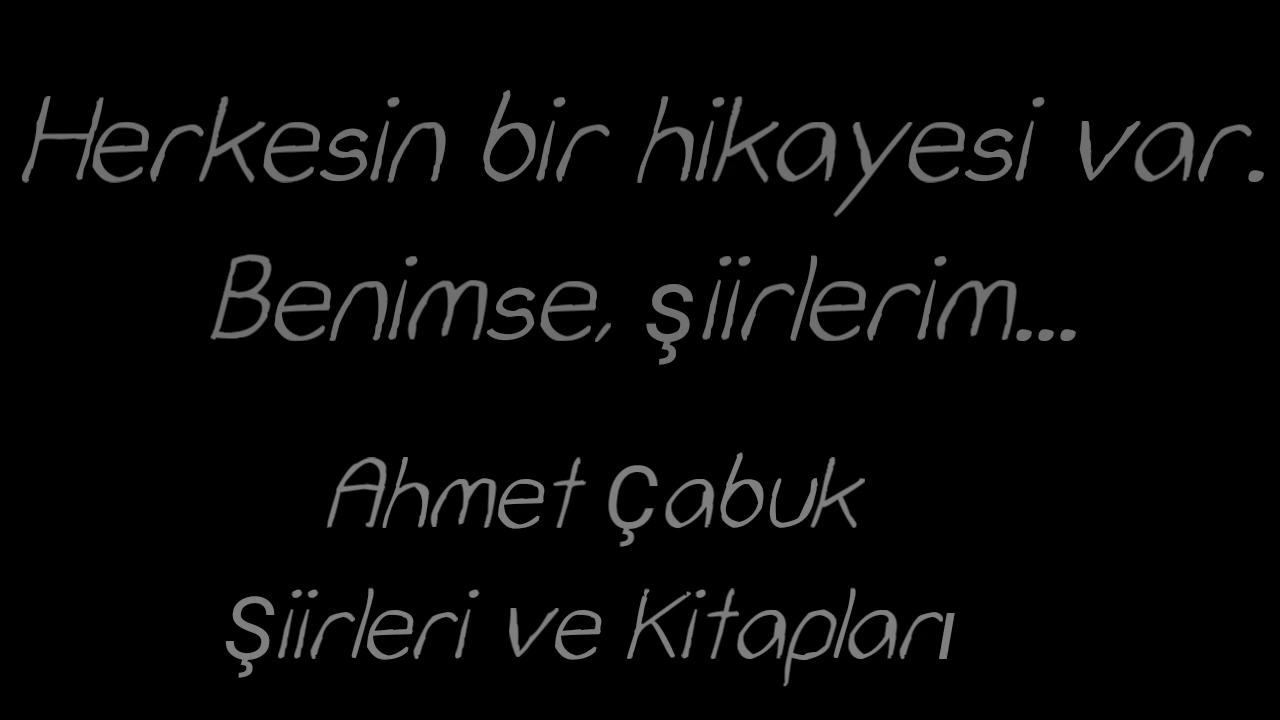 Herkesin bir hikayesi var.
Benimse, şiirlerim...
Ahmet Çabuk
Şiirleri ve Kitapları